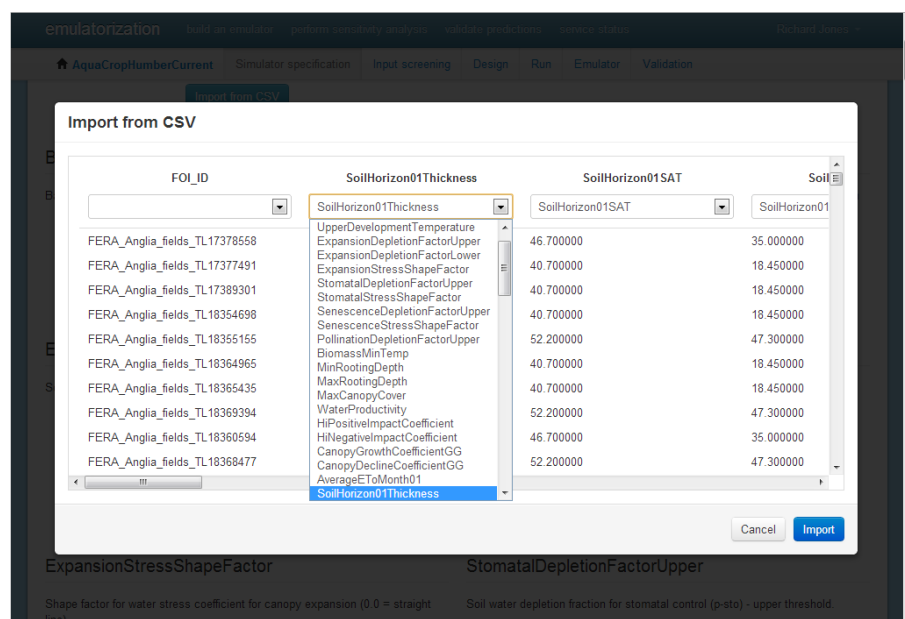 emulatorization build an emulator perform sensitivity analysis validate predictions service status Richard Jones
AquaCropHumberCurrent Simulator specification Input screening Design Run Emulator Validation
Import from CSV
Import from CSV
FOI_ID SoilHorizon01Thickness SoilHorizon01SAT Soil
SoilHorizon01Thickness SoilHorizon01SAT SoilHorizon01
UpperDevelopmentTemperature
ExpansionDepletionFactorUpper
ExpansionDepletionFactorLower
ExpansionStressShapeFactor
StomatalDepletionFactorUpper
StomatalStressShapeFactor
SenescenceDepletionFactorUpper
SenescenceStressShapeFactor
PollinationDepletionFactorUpper
BiomassMinTemp
MinRootingDepth
MaxRootingDepth
MaxCanopyCover
WaterProductivity
HiPositiveImpactCoefficient
HiNegativeImpactCoefficient
CanopyGrowthCoefficientGG
CanopyDeclineCoefficientGG
AverageEToMonth01
SoilHorizon01Thickness
FERA_Anglia_fields_TL17378558 46.700000 35.000000
FERA_Anglia_fields_TL17377491 40.700000 18.450000
FERA_Anglia_fields_TL17389301 40.700000 18.450000
FERA_Anglia_fields_TL18354698 40.700000 18.450000
FERA_Anglia_fields_TL18355155 52.200000 47.300000
FERA_Anglia_fields_TL18364965 40.700000 18.450000
FERA_Anglia_fields_TL18365435 40.700000 18.450000
FERA_Anglia_fields_TL18369394 52.200000 47.300000
FERA_Anglia_fields_TL18360594 46.700000 35.000000
FERA_Anglia_fields_TL18368477 52.200000 47.300000
Cancel Import
ExpansionStressShapeFactor StomatalDepletionFactorUpper
Shape factor for water stress coefficient for canopy expansion (0.0 = straight
Soil water depletion fraction for stomatal control (p-sto) - upper threshold.